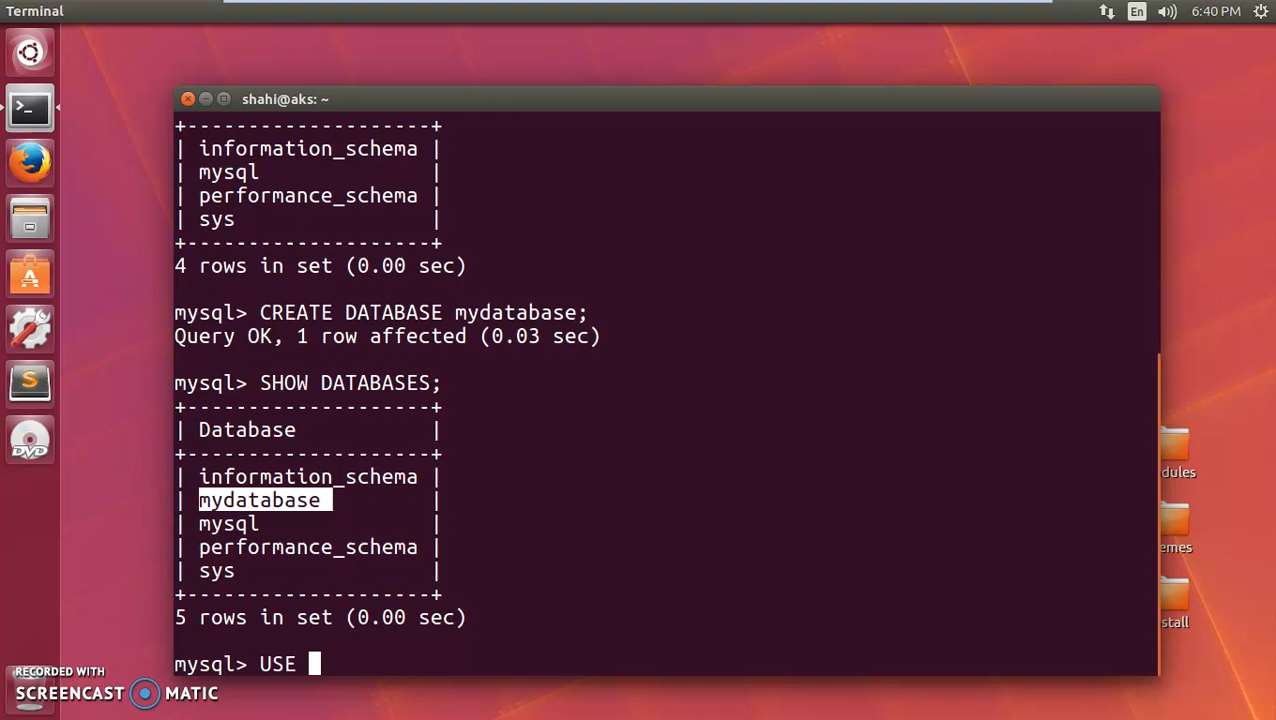 Terminal
En
6:40 PM
shahi@aks: ~
+--------------------+
| information_schema |
| mysql              |
| performance_schema |
| sys                |
+--------------------+
4 rows in set (0.00 sec)
mysql> CREATE DATABASE mydatabase;
Query OK, 1 row affected (0.03 sec)
mysql> SHOW DATABASES;
+--------------------+
| Database           |
+--------------------+
| information_schema |
| mydatabase         |
| mysql              |
| performance_schema |
| sys                |
+--------------------+
5 rows in set (0.00 sec)
mysql> USE
dules
emes
stall
DVD
RECORDED WITH
SCREENCAST MATIC